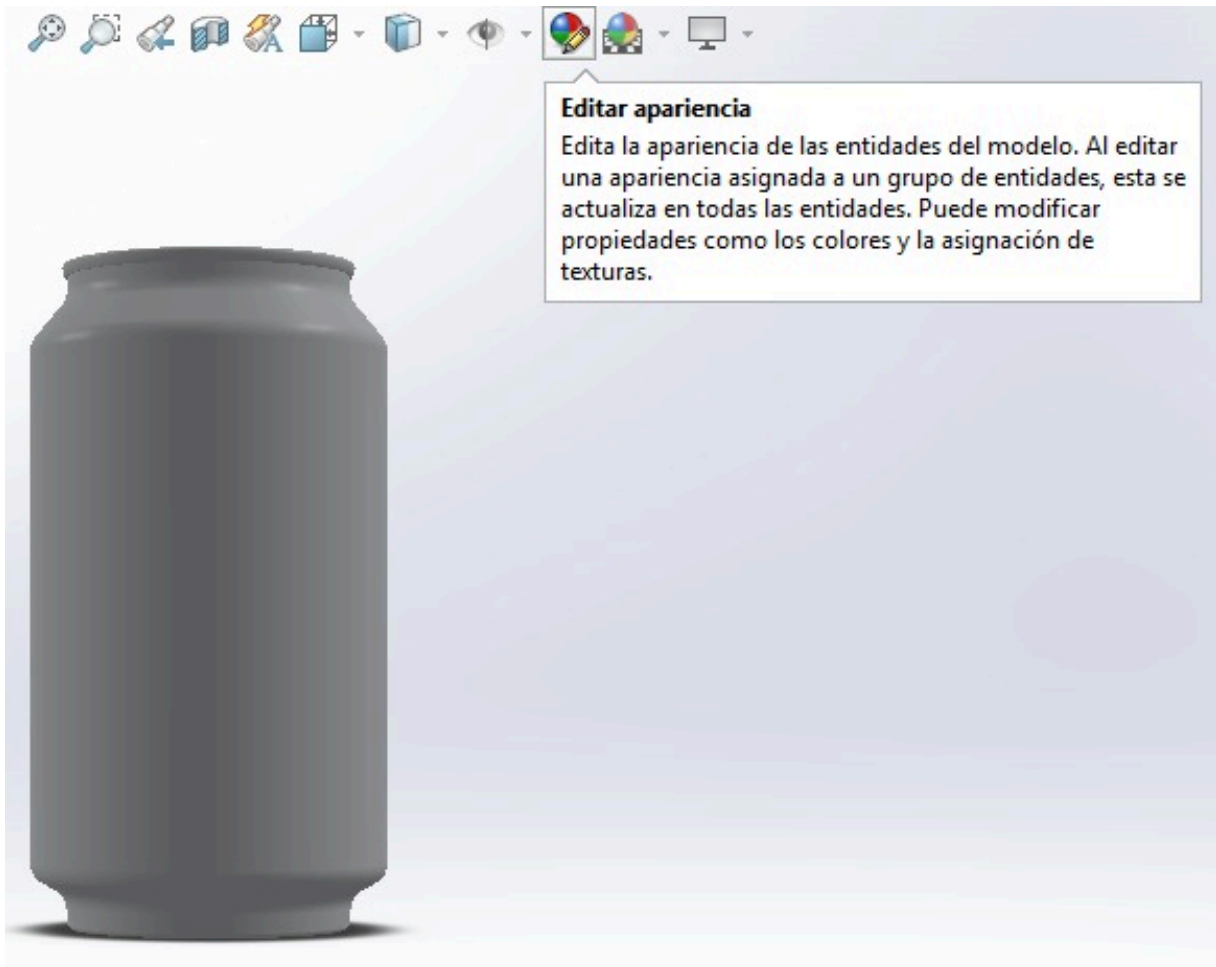 Editar apariencia
Edita la apariencia de las entidades del modelo. Al editar
una apariencia asignada a un grupo de entidades, esta se
actualiza en todas las entidades. Puede modificar
propiedades como los colores y la asignación de
texturas.